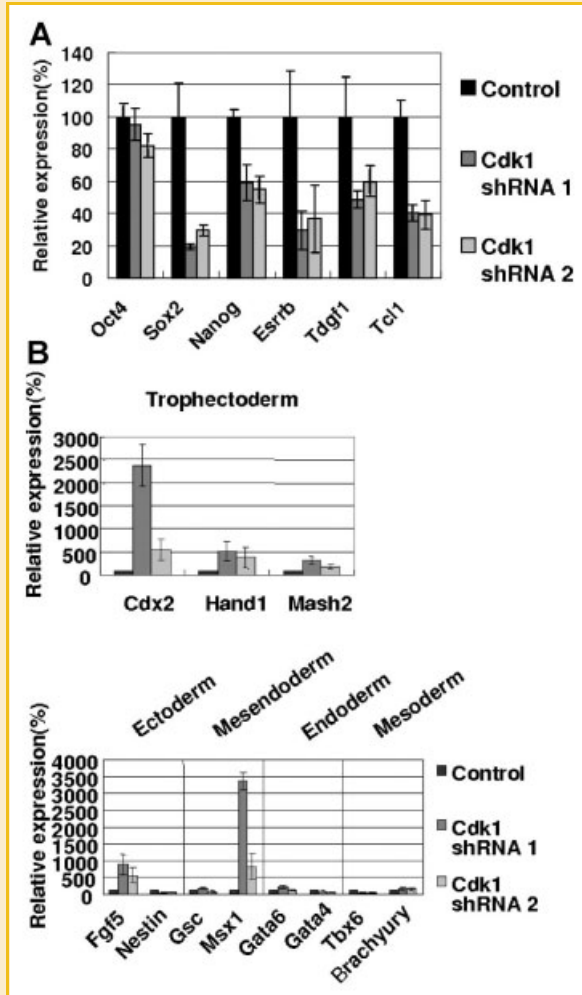 A
Relative expression(%)
140
120
100
80
60
40
20
0
Oct4
Sox2
Nanog
Esrrb
Tdgf1
Tcl1
Control
Cdk1
shRNA 1
Cdk1
shRNA 2
B
Trophectoderm
Relative expression(%)
3000
2500
2000
1500
1000
500
0
Cdx2
Hand1
Mash2
Ectoderm
Mesendoderm
Endoderm
Mesoderm
Relative expression(%)
4000
3500
3000
2500
2000
1500
1000
500
0
Fgf5
Nestin
Gsc
Msx1
Gata6
Gata4
Tbx6
Brachyury
Control
Cdk1
shRNA 1
Cdk1
shRNA 2